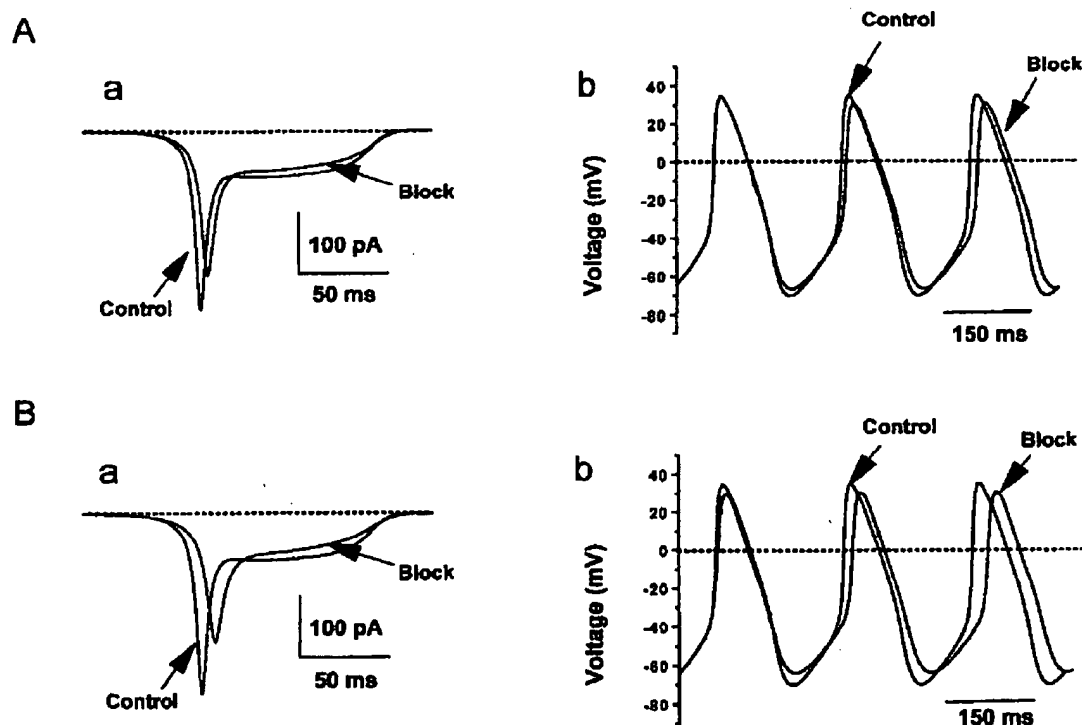 A
a
Block
Control
100 pA
50 ms
b
Control
Block
Voltage (mV)
40
20
0
-20
-40
-60
-80
150 ms
B
a
Block
Control
100 pA
50 ms
b
Control
Block
Voltage (mV)
40
20
0
-20
-40
-60
-80
150 ms